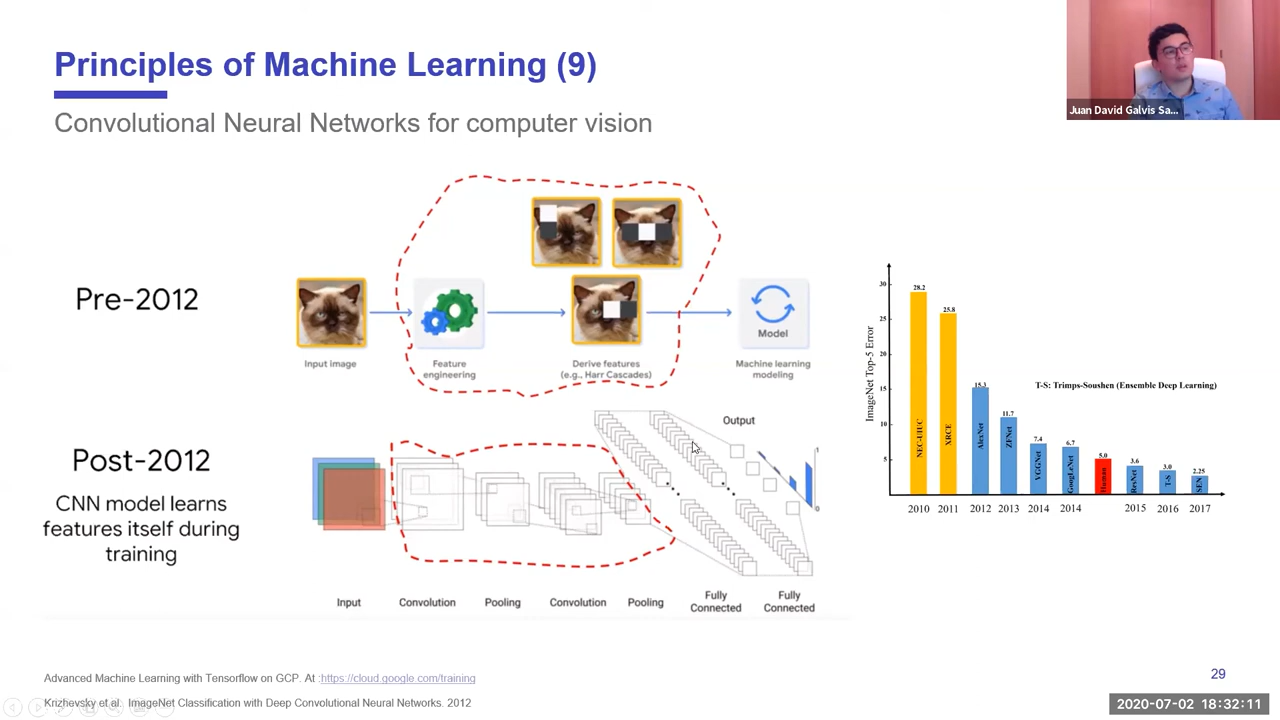 Principles of Machine Learning (9)
Convolutional Neural Networks for computer vision
Juan David Galvis Sa...
Pre-2012
Input image
Feature
engineering
Derive features
(e.g., Harr Cascades)
Model
Machine learning
modeling
Post-2012
CNN model learns
features itself during
training
Output
1
0
Input
Convolution
Pooling
Convolution
Pooling
Fully
Connected
Fully
Connected
ImageNet Top-5 Error
30
25
20
15
10
5
28.2
25.8
15.3
11.7
7.4
6.7
5.0
3.6
3.0
2.25
NEC-UIUC
XRCE
AlexNet
ZFNet
VGGNet
GoogLeNet
Human
ResNet
T-S
SEN
T-S: Trimps-Soushen (Ensemble Deep Learning)
2010
2011
2012
2013
2014
2014
2015
2016
2017
Advanced Machine Learning with Tensorflow on GCP. At :https://cloud.google.com/training
Krizhevsky et al. ImageNet Classification with Deep Convolutional Neural Networks. 2012
29
2020-07-02 18:32:11